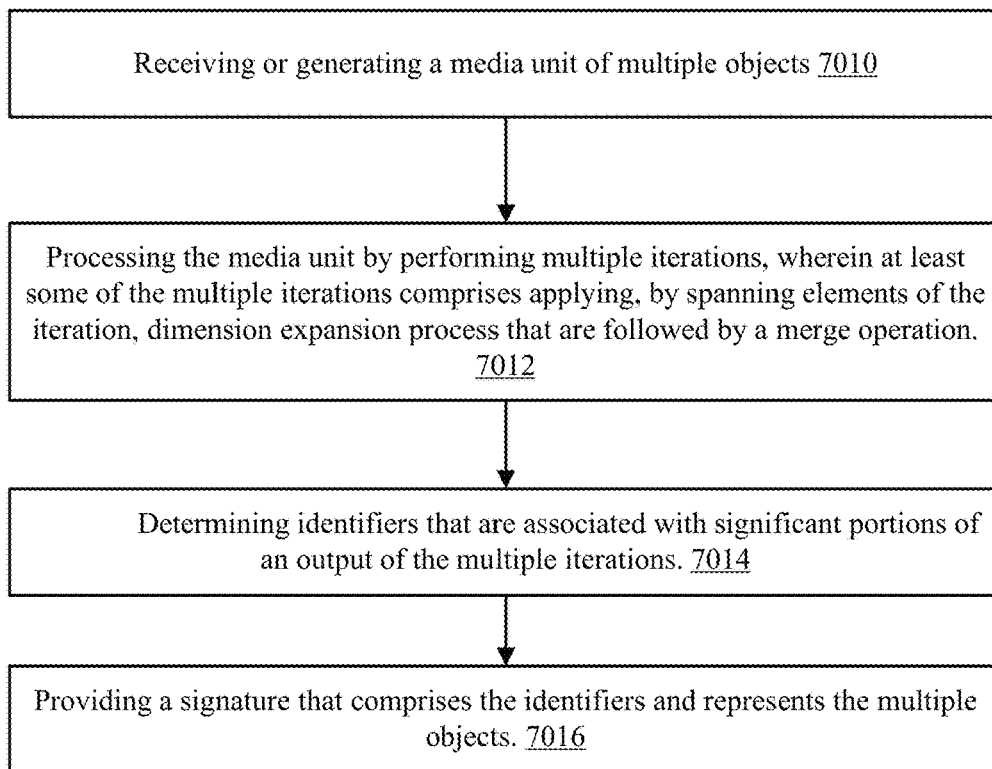 Receiving or generating a media unit of multiple objects 7010
Processing the media unit by performing multiple iterations, wherein at least
some of the multiple iterations comprises applying, by spanning elements of the
iteration, dimension expansion process that are followed by a merge operation.
7012
Determining identifiers that are associated with significant portions of
an output of the multiple iterations. 7014
Providing a signature that comprises the identifiers and represents the multiple
objects. 7016